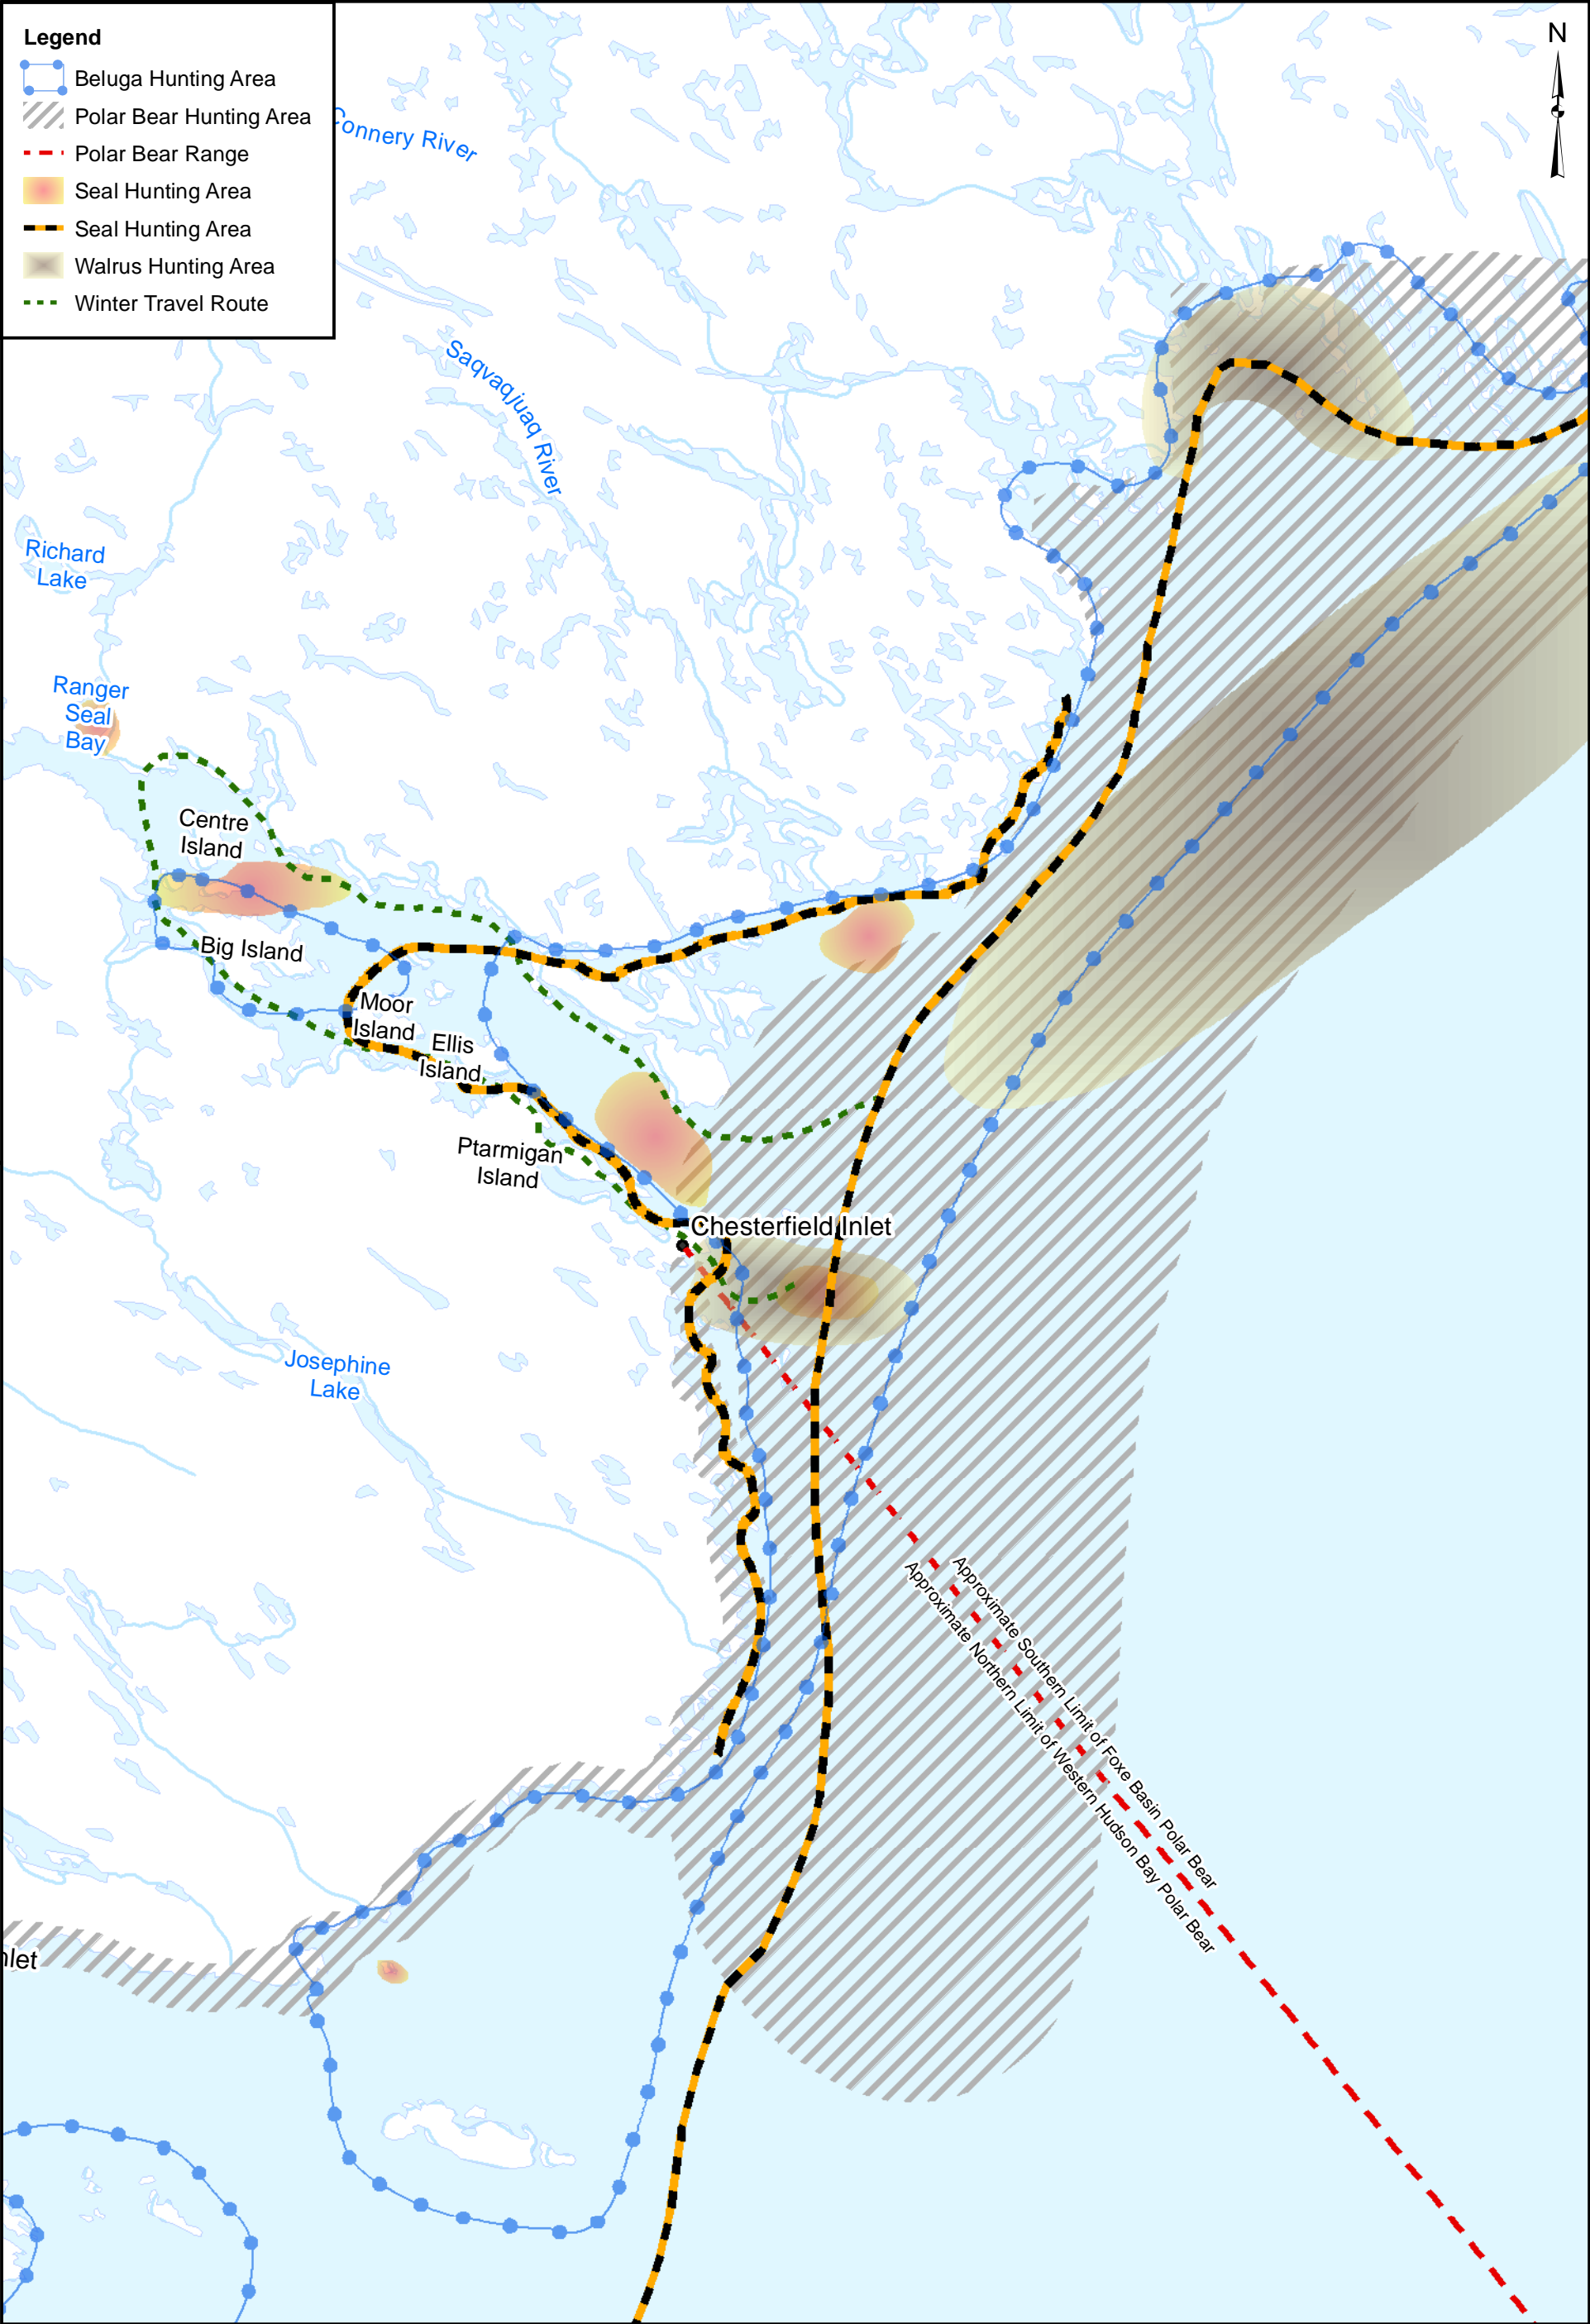 Legend
Beluga Hunting Area
Polar Bear Hunting Area
Polar Bear Range
Seal Hunting Area
Seal Hunting Area
Walrus Hunting Area
Winter Travel Route
N
Connery River
Saqvaqjuaq River
Richard
Lake
Ranger
Seal
Bay
Centre
Island
Big Island
Moor
Island
Ellis
Island
Ptarmigan
Island
Chesterfield Inlet
Josephine
Lake
Approximate Southern Limit of Foxe Basin Polar Bear
Approximate Northern Limit of Western Hudson Bay Polar Bear
nlet